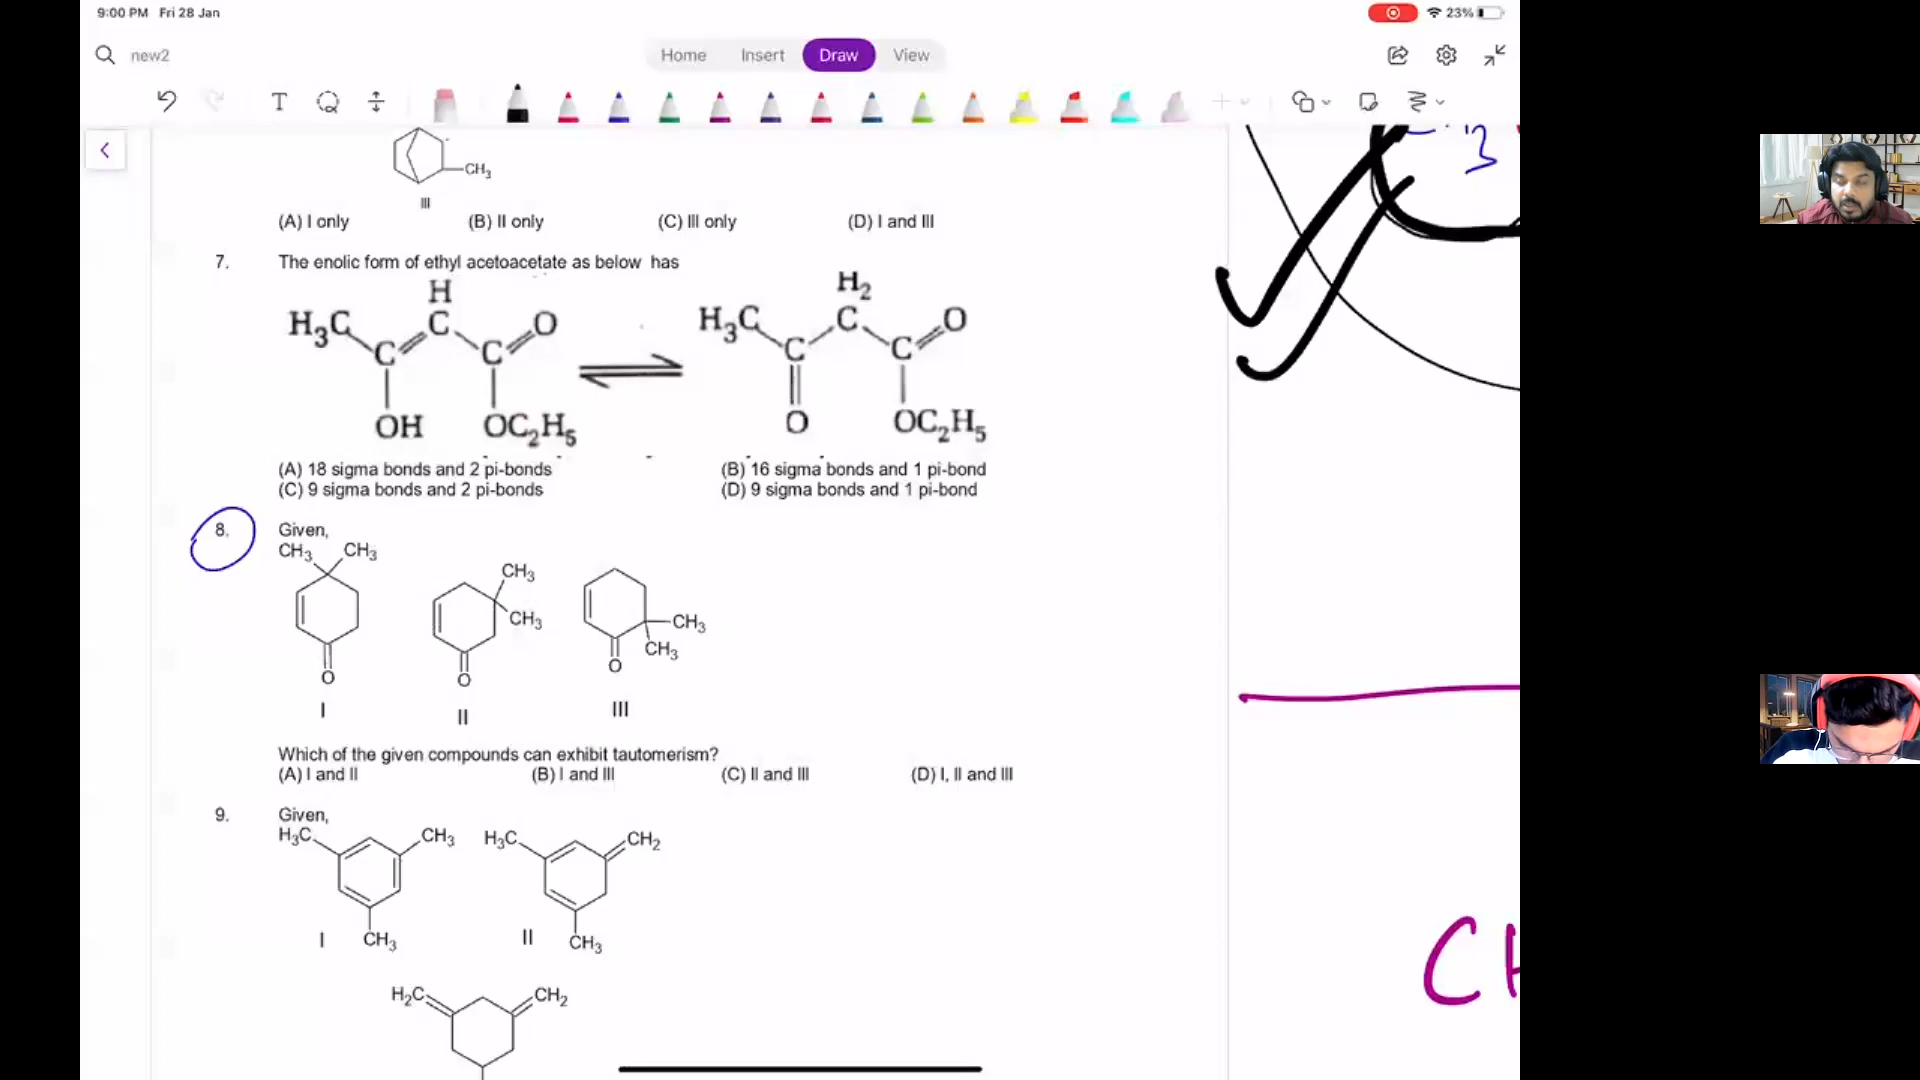 9:00 PM Fri 28 Jan
23%
new2
Home Insert Draw View
T
CH3
III
(A) I only (B) II only (C) III only (D) I and III
7. The enolic form of ethyl acetoacetate as below has
H H2
H3C C O H3C C O
C C C C
OH OC2H5 O OC2H5
(A) 18 sigma bonds and 2 pi-bonds (B) 16 sigma bonds and 1 pi-bond
(C) 9 sigma bonds and 2 pi-bonds (D) 9 sigma bonds and 1 pi-bond
8. Given,
CH3 CH3 CH3
CH3 CH3
CH3
O O O
I II III
Which of the given compounds can exhibit tautomerism?
(A) I and II (B) I and III (C) II and III (D) I, II and III
9. Given,
H3C CH3 H3C CH2
I CH3 II CH3
H2C CH2
3